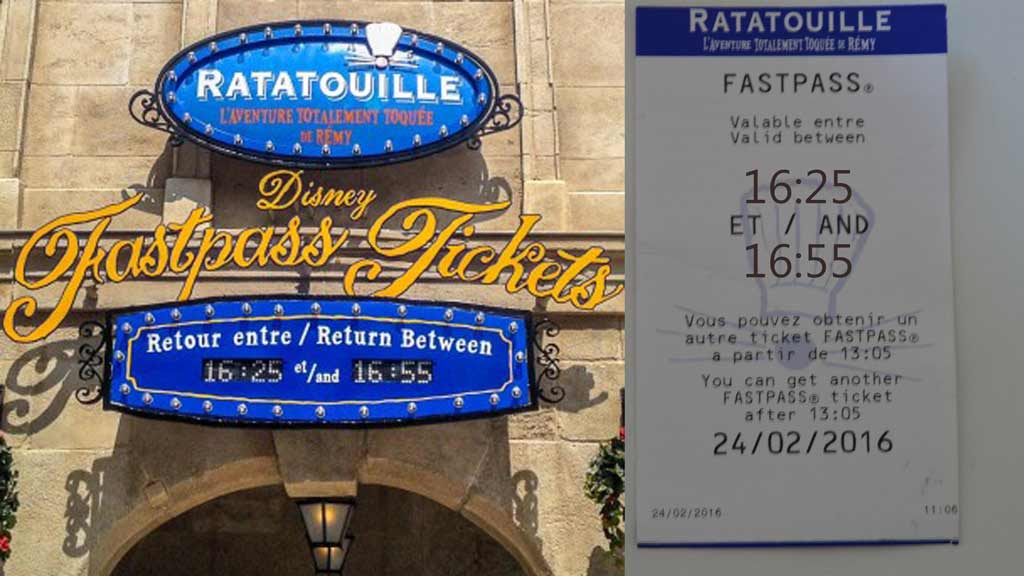 RATATOUILLE
L'AVENTURE TOTALEMENT TOQUÉE
DE RÉMY
Disney
Fastpass Tickets
Retour entre / Return Between
16:25 et/and 16:55
RATATOUILLE
L'AVENTURE TOTALEMENT TOQUÉE DE RÉMY
FASTPASS®
Valable entre
Valid between
16:25
ET / AND
16:55
Vous pouvez obtenir un
autre ticket FASTPASS®
a partir de 13:05
You can get another
FASTPASS® ticket
after 13:05
24/02/2016
24/02/2016 11:06